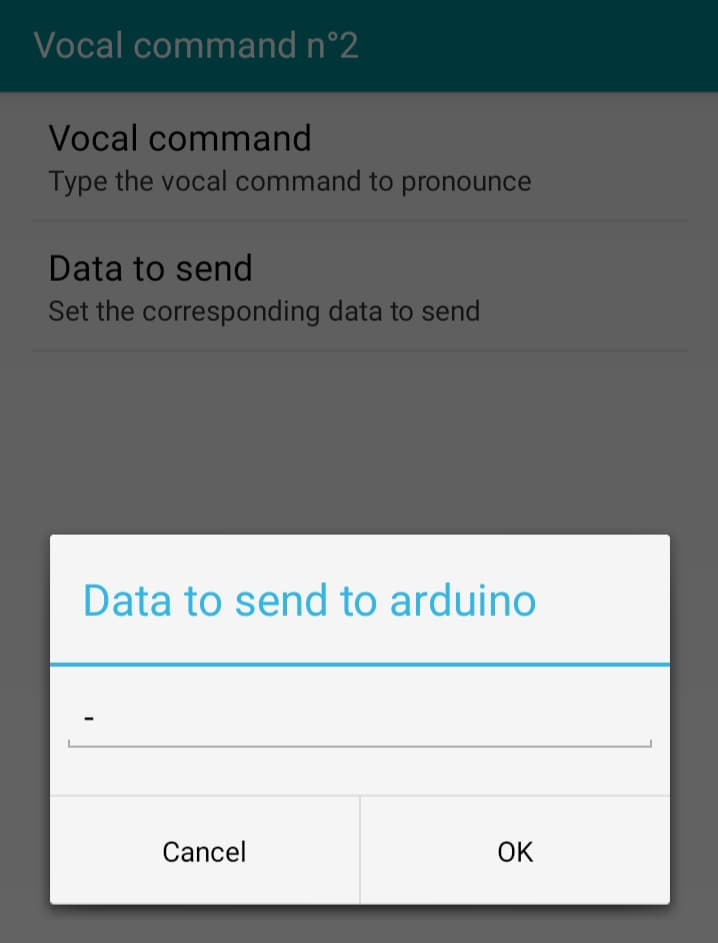 Vocal command n°2
Vocal command
Type the vocal command to pronounce
Data to send
Set the corresponding data to send
Data to send to arduino
-
Cancel
OK